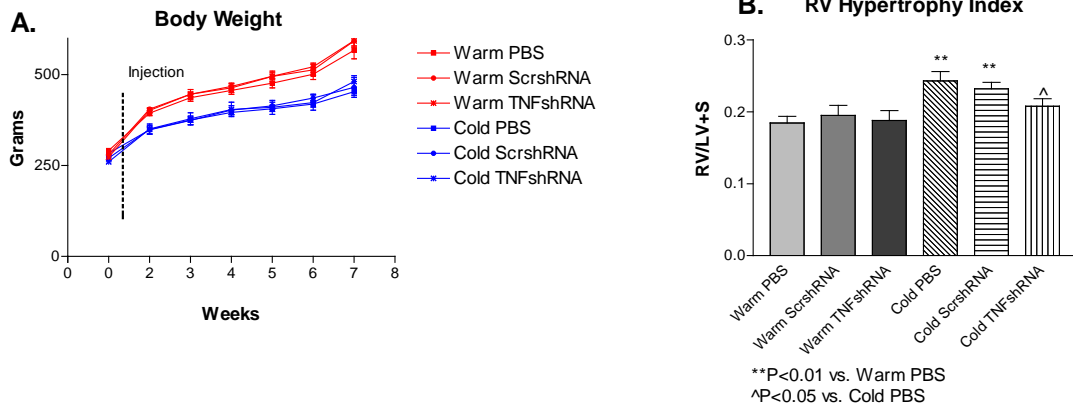 A.
Body Weight
Injection
Grams
500
250
0
0 0 2 3 4 5 6 7 8
Weeks
Warm PBS
Warm ScrshRNA
Warm TNFshRNA
Cold PBS
Cold ScrshRNA
Cold TNFshRNA
B.
RV Hypertrophy Index
RV/LV+S
0.3
0.2
0.1
0.0
** ** ^
Warm PBS
Warm ScrshRNA
Warm TNFshRNA
Cold PBS
Cold ScrshRNA
Cold TNFshRNA
**P<0.01 vs. Warm PBS
^P<0.05 vs. Cold PBS